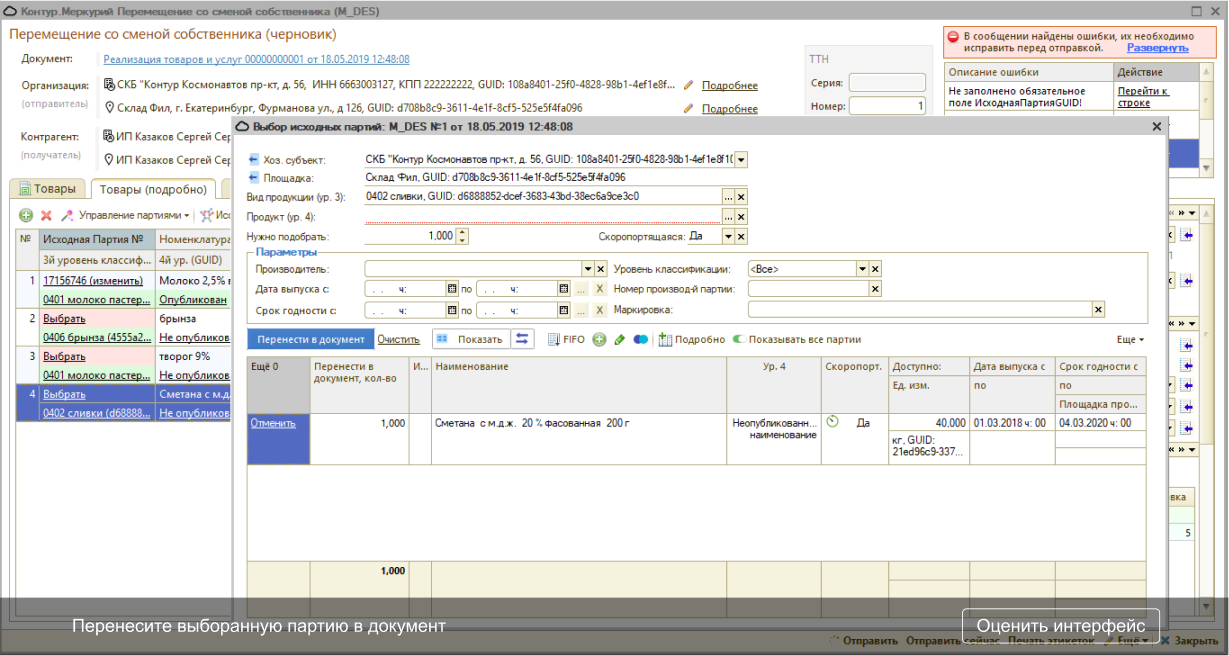 Контур.Меркурий Перемещение со сменой собственника (M_DES)
Перемещение со сменой собственника (черновик)
Документ: Реализация товаров и услуг 00000000001 от 18.05.2019 12:48:08
Организация: СКБ "Контур Космонавтов пр-кт, д. 56, ИНН 6663003127, КПП 222222222, GUID: 108a8401-25f0-4828-98b1-4ef1e8f... Подробнее
(отправитель) Склад Фил, г. Екатеринбург, Фурманова ул., д 126, GUID: d708b8c9-3611-4e1f-8cf5-525e5f4fa096 Подробнее
Контрагент: ИП Казаков Сергей Сер
(получатель) ИП Казаков Сергей Сер
ТТН
Серия:
Номер: 1
В сообщении найдены ошибки, их необходимо
исправить перед отправкой. Развернуть
Описание ошибки Действие
Не заполнено обязательное Перейти к
поле ИсходнаяПартияGUID! строке
Товары Товары (подробно)
Управление партиями Исс
№ Исходная Партия № Номенклатура
3й уровень классиф... 4й ур. (GUID)
1 17156746 (изменить) Молоко 2,5% в
0401 молоко пастер... Опубликован
2 Выбрать брынза
0406 брынза (4555a2... Не опубликов
3 Выбрать творог 9%
0401 молоко пастер... Не опубликов
4 Выбрать Сметана с м.д.
0402 сливки (d68888... Не опубликов
Выбор исходных партий: M_DES №1 от 18.05.2019 12:48:08
Хоз. субъект: СКБ "Контур Космонавтов пр-кт, д. 56, GUID: 108a8401-25f0-4828-98b1-4ef1e8f1(
Площадка: Склад Фил, GUID: d708b8c9-3611-4e1f-8cf5-525e5f4fa096
Вид продукции (ур. 3): 0402 сливки, GUID: d6888852-dcef-3683-43bd-38ec6a9ce3c0
Продукт (ур. 4):
Нужно подобрать: 1,000 Скоропортящаяся: Да
Параметры
Производитель: Уровень классификации: <Все>
Дата выпуска с: . . ч: по . . ч: ... X Номер производ-й партии:
Срок годности с: . . ч: по . . ч: ... X Маркировка:
Перенести в документ Очистить Показать FIFO Подробно Показывать все партии Еще
Ещё 0 Перенести в документ, кол-во И... Наименование Ур. 4 Скоропорт. Доступно: Дата выпуска с Срок годности с
Ед. изм. по по
Площадка про...
Отменить 1,000 Сметана с м.д.ж. 20 % фасованная 200 г Неопубликованн... наименование Да 40,000 01.03.2018 ч: 00 04.03.2020 ч: 00
кг, GUID:
21ed96c9-337...
1,000
вка
5
Перенесите выборанную партию в документ
Оценить интерфейс
Отправить Отправить сейчас Печать этикеток Ещё Закрыть